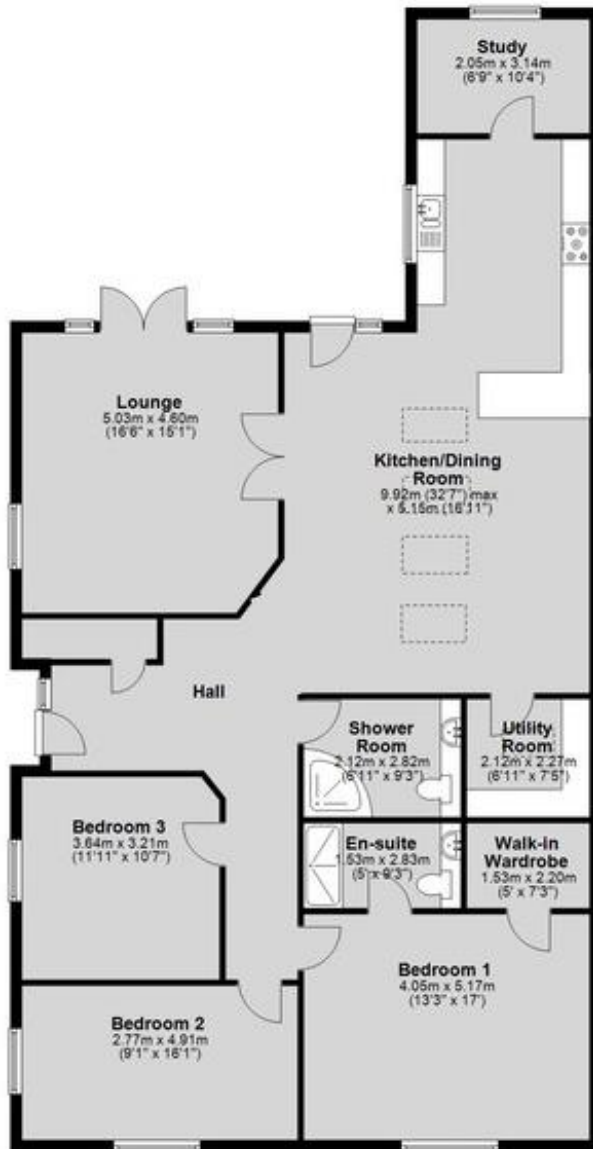 Study
2.05m x 3.14m
(6'9" x 10'4")
Lounge
5.03m x 4.60m
(16'6" x 15'1")
Kitchen/Dining
Room
9.92m (32'7") max
x 5.15m (16'11")
Hall
Shower
Room
2.12m x 2.82m
(6'11" x 9'3")
Utility
Room
2.12m x 2.27m
(6'11" x 7'5")
Bedroom 3
3.64m x 3.21m
(11'11" x 10'7")
En-suite
1.53m x 2.83m
(5' x 9'3")
Walk-in
Wardrobe
1.53m x 2.20m
(5' x 7'3")
Bedroom 1
4.05m x 5.17m
(13'3" x 17')
Bedroom 2
2.77m x 4.91m
(9'1" x 16'1")